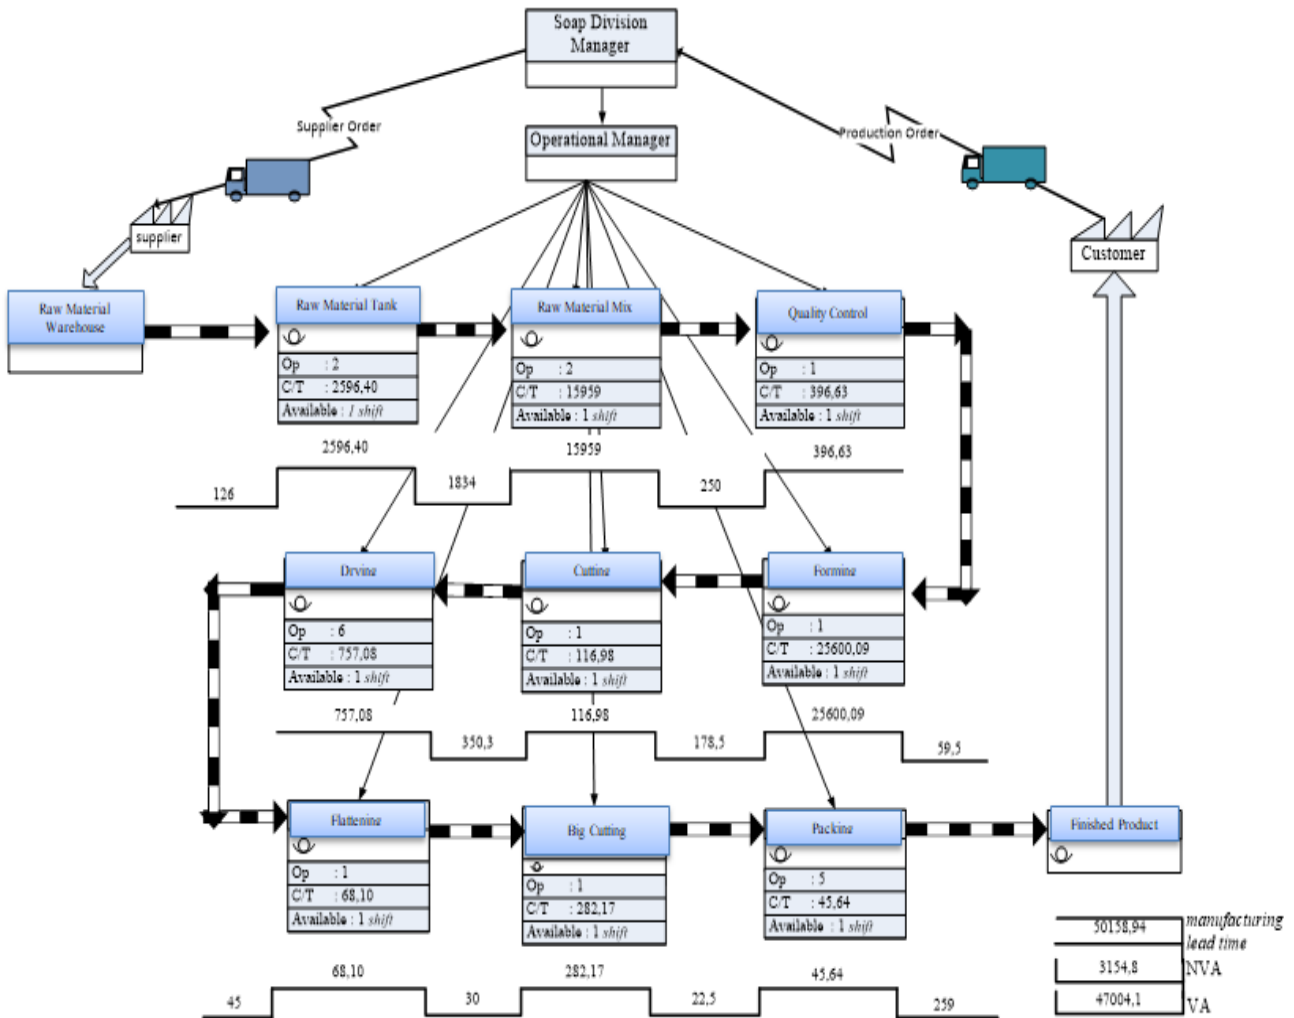 Soap Division
Manager
Operational Manager
Supplier Order
Production Order
supplier
Customer
Raw Material
Warehouse
Raw Material Tank
Op : 2
C/T : 2596,40
Available : 1 shift
Raw Material Mix
Op : 2
C/T : 15959
Available : 1 shift
Quality Control
Op : 1
C/T : 396,63
Available : 1 shift
126
2596,40
1834
15959
250
396,63
Drving
Op : 6
C/T : 757,08
Available : 1 shift
Cutting
Op : 1
C/T : 116,98
Available : 1 shift
Forming
Op : 1
C/T : 25600,09
Available : 1 shift
757,08
350,3
116,98
178,5
25600,09
59,5
Flattening
Op : 1
C/T : 68,10
Available : 1 shift
Big Cutting
Op : 1
C/T : 282,17
Available : 1 shift
Packing
Op : 5
C/T : 45,64
Available : 1 shift
Finished Product
45
68,10
30
282,17
22,5
45,64
259
50158,94
manufacturing
lead time
3154,8
NVA
47004,1
VA